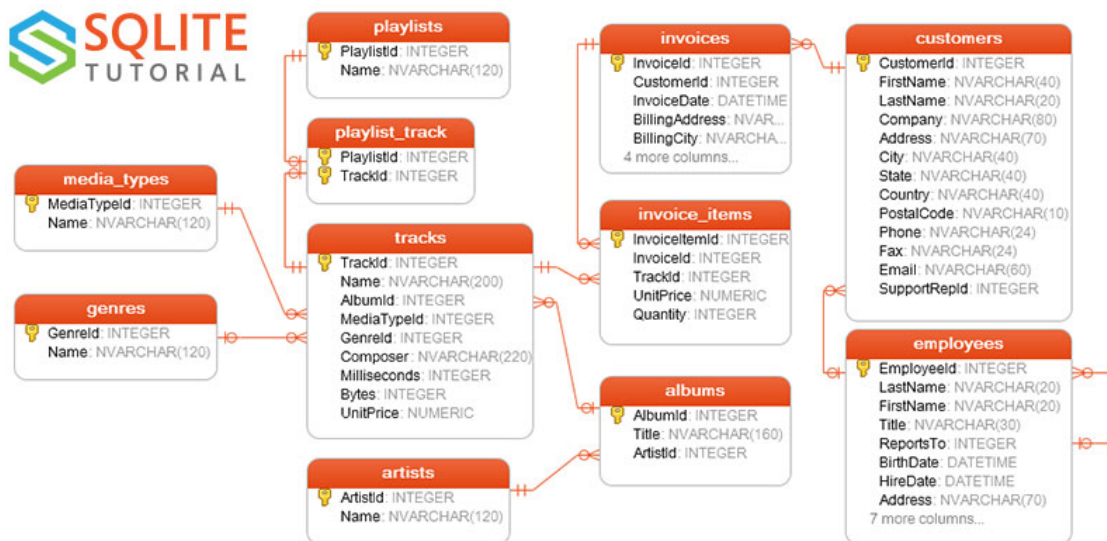 SQLITE
TUTORIAL
playlists
PlaylistId: INTEGER
Name: NVARCHAR(120)
playlist_track
PlaylistId: INTEGER
TrackId: INTEGER
media_types
MediaTypeId: INTEGER
Name: NVARCHAR(120)
genres
GenreId: INTEGER
Name: NVARCHAR(120)
tracks
TrackId: INTEGER
Name: NVARCHAR(200)
AlbumId: INTEGER
MediaTypeId: INTEGER
GenreId: INTEGER
Composer: NVARCHAR(220)
Milliseconds: INTEGER
Bytes: INTEGER
UnitPrice: NUMERIC
artists
ArtistId: INTEGER
Name: NVARCHAR(120)
invoices
InvoiceId: INTEGER
CustomerId: INTEGER
InvoiceDate: DATETIME
BillingAddress: NVAR...
BillingCity: NVARCHA...
4 more columns...
invoice_items
InvoiceItemId: INTEGER
InvoiceId: INTEGER
TrackId: INTEGER
UnitPrice: NUMERIC
Quantity: INTEGER
albums
AlbumId: INTEGER
Title: NVARCHAR(160)
ArtistId: INTEGER
customers
CustomerId: INTEGER
FirstName: NVARCHAR(40)
LastName: NVARCHAR(20)
Company: NVARCHAR(80)
Address: NVARCHAR(70)
City: NVARCHAR(40)
State: NVARCHAR(40)
Country: NVARCHAR(40)
PostalCode: NVARCHAR(10)
Phone: NVARCHAR(24)
Fax: NVARCHAR(24)
Email: NVARCHAR(60)
SupportRepId: INTEGER
employees
EmployeeId: INTEGER
LastName: NVARCHAR(20)
FirstName: NVARCHAR(20)
Title: NVARCHAR(30)
ReportsTo: INTEGER
BirthDate: DATETIME
HireDate: DATETIME
Address: NVARCHAR(70)
7 more columns...